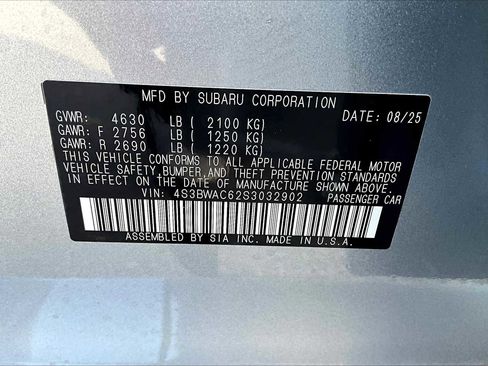 MFD BY SUBARU CORPORATION DATE: 08/25
GVWR: 4630 LB ( 2100 KG)
GAWR: F 2756 LB ( 1250 KG)
GAWR: R 2690 LB ( 1220 KG)
THIS VEHICLE CONFORMS TO ALL APPLICABLE FEDERAL MOTOR
VEHICLE SAFETY, BUMPER, AND THEFT PREVENTION STANDARDS
IN EFFECT ON THE DATE OF MANUFACTURE SHOWN ABOVE.
VIN: 4S3BWAC62S3032902 PASSENGER CAR
ASSEMBLED BY SIA INC. MADE IN U.S.A.